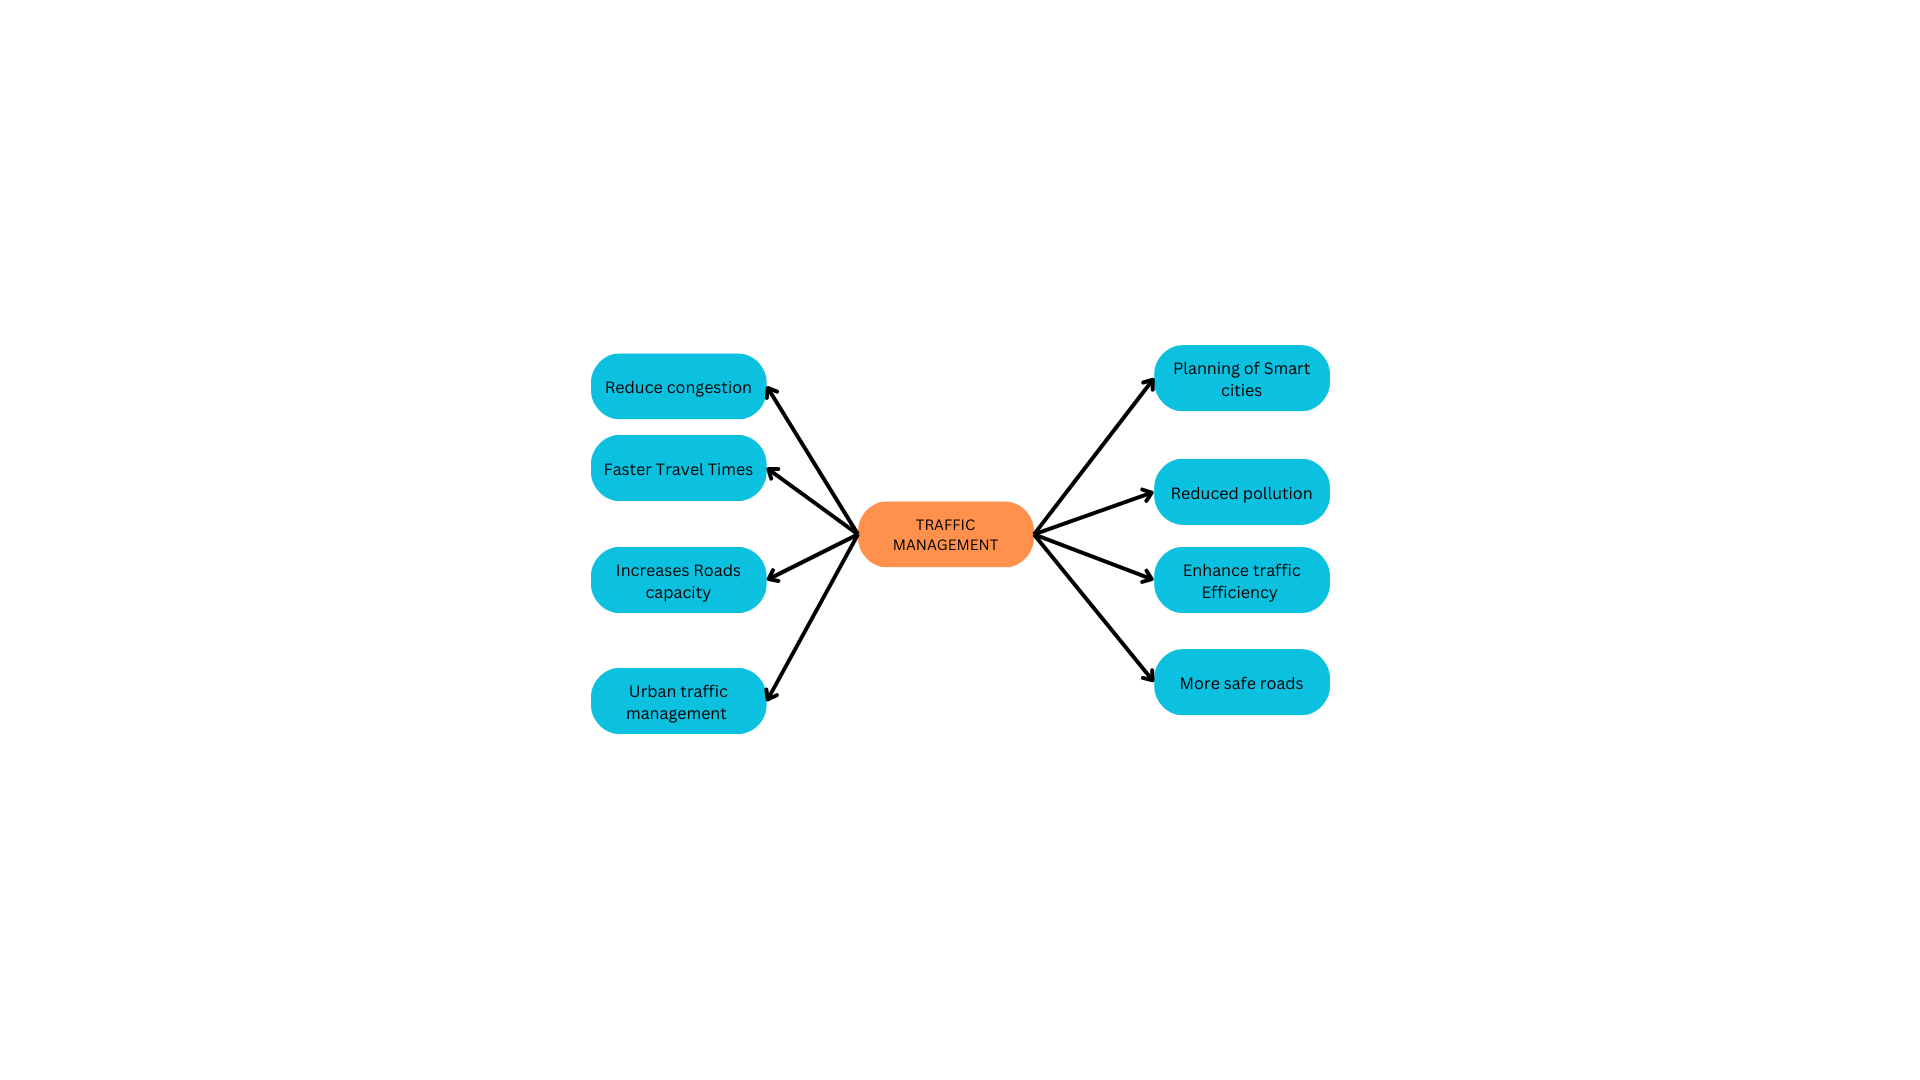 Reduce congestion
Faster Travel Times
Increases Roads
capacity
Urban traffic
management
TRAFFIC
MANAGEMENT
Planning of Smart
cities
Reduced pollution
Enhance traffic
Efficiency
More safe roads